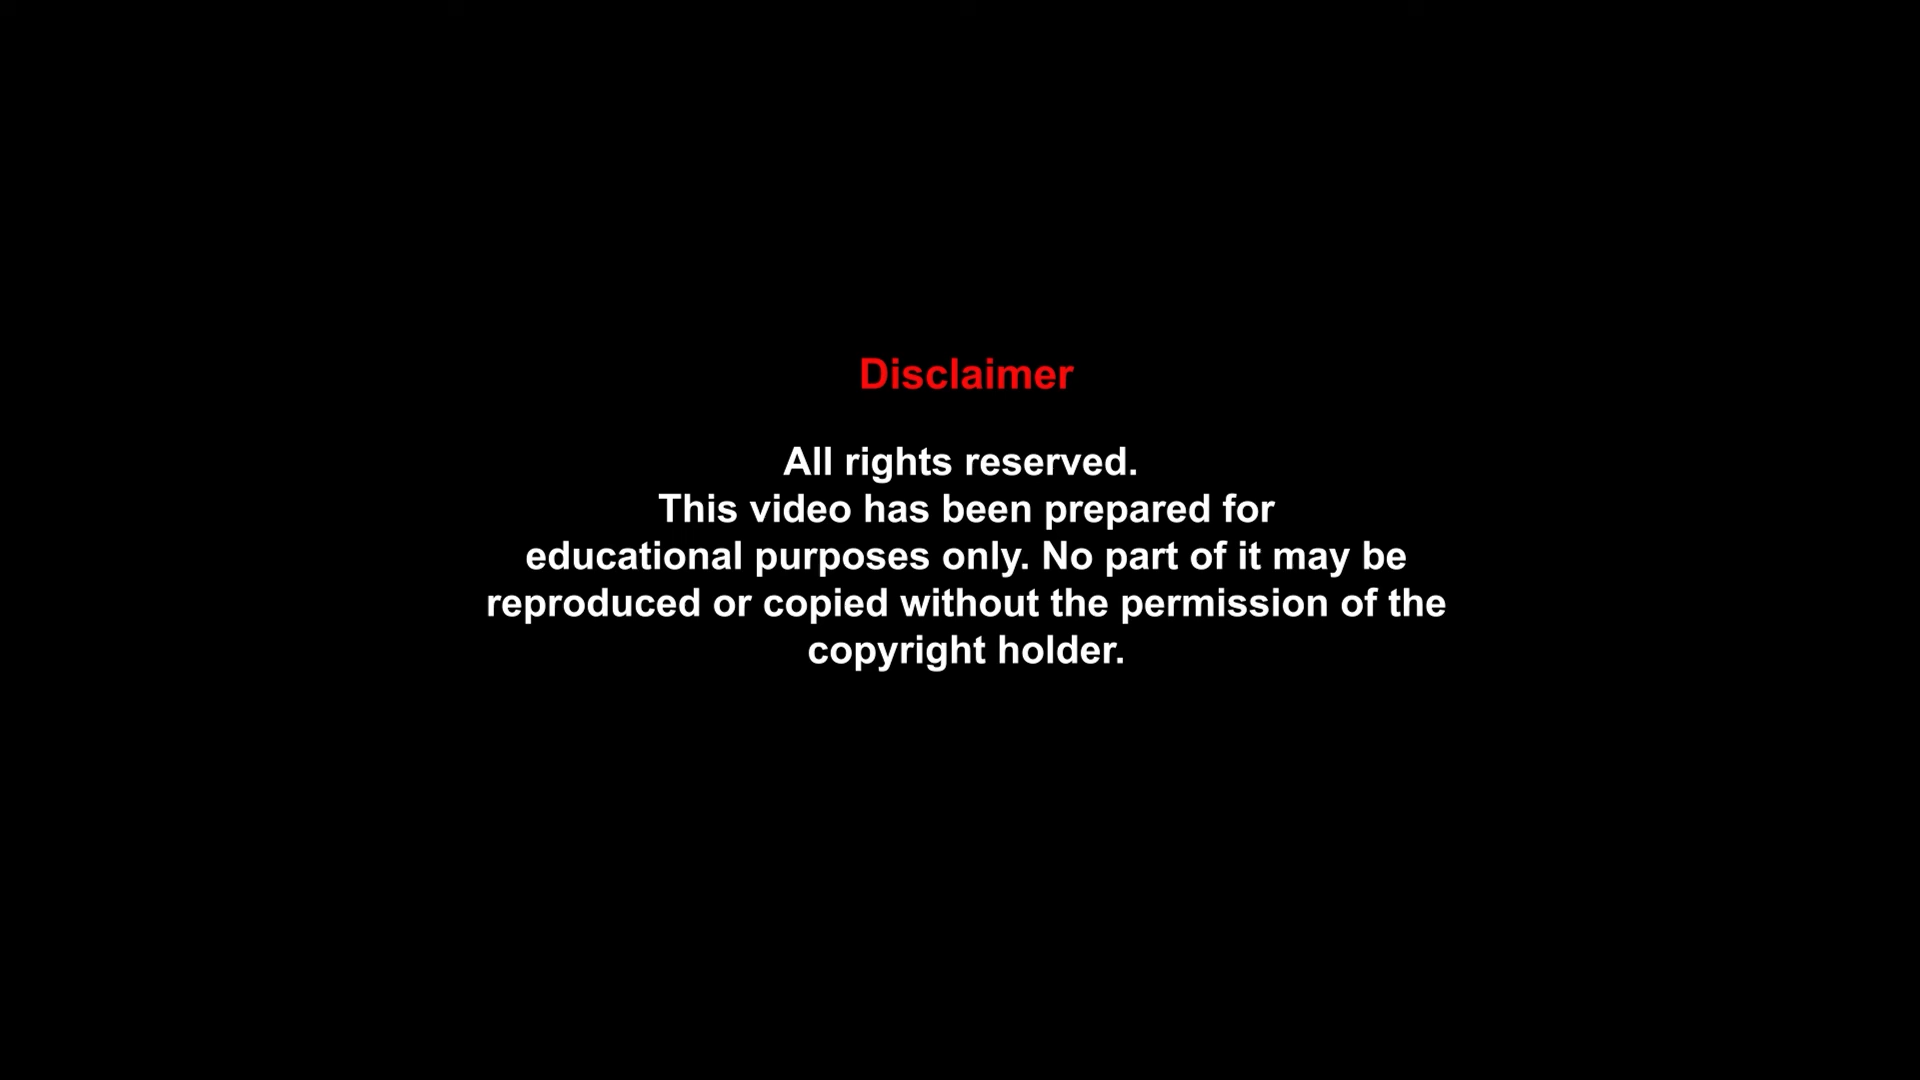 Disclaimer
All rights reserved.
This video has been prepared for
educational purposes only. No part of it may be
reproduced or copied without the permission of the
copyright holder.